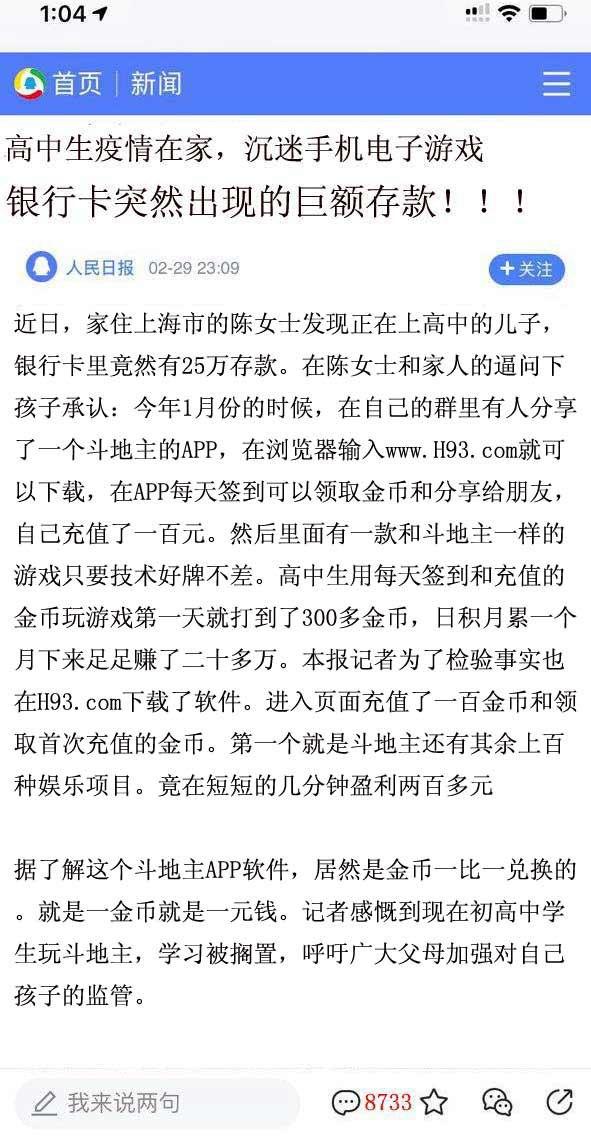 1:04
首页 | 新闻
高中生疫情在家，沉迷手机电子游戏
银行卡突然出现的巨额存款！！！
人民日报 02-29 23:09
+关注
近日，家住上海市的陈女士发现正在上高中的儿子，
银行卡里竟然有25万存款。在陈女士和家人的逼问下
孩子承认：今年1月份的时候，在自己的群里有人分享
了一个斗地主的APP，在浏览器输入www.H93.com就可
以下载，在APP每天签到可以领取金币和分享给朋友，
自己充值了一百元。然后里面有一款和斗地主一样的
游戏只要技术好牌不差。高中生用每天签到和充值的
金币玩游戏第一天就打到了300多金币，日积月累一个
月下来足足赚了二十多万。本报记者为了检验事实也
在H93.com下载了软件。进入页面充值了一百金币和领
取首次充值的金币。第一个就是斗地主还有其余上百
种娱乐项目。竟在短短的几分钟盈利两百多元
据了解这个斗地主APP软件，居然是金币一比一兑换的
。就是一金币就是一元钱。记者感慨到现在初高中学
生玩斗地主，学习被搁置，呼吁广大父母加强对自己
孩子的监管。
我来说两句
8733